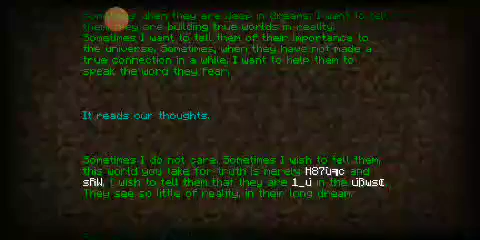 Sometimes when they are deep in dreams, I want to tell
them they are building true worlds in reality.
Sometimes I want to tell them of their importance to
the universe. Sometimes, when they have not made a
true connection in a while, I want to help them to
speak the word they fear.
It reads our thoughts.
Sometimes I do not care. Sometimes I wish to tell them,
this world you take for truth is merely and
I wish to tell them that they are in the
They see so little of reality, in their long dream.